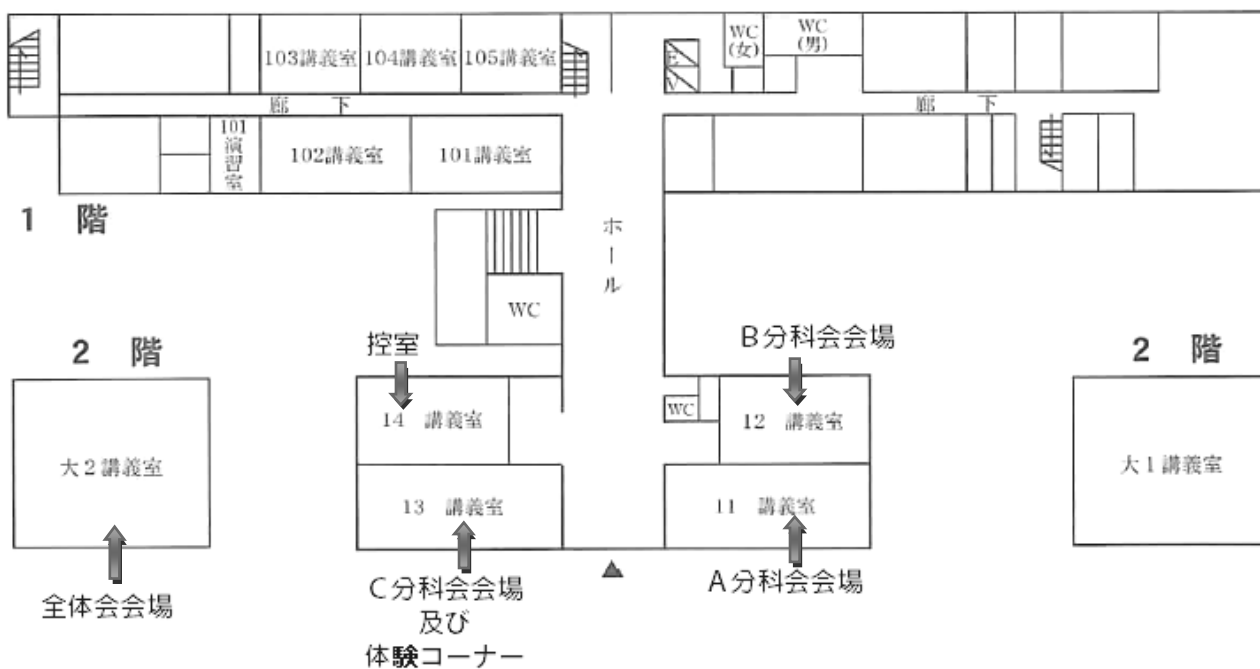 WC
(女)
WC
(男)
EV
103講義室
104講義室
105講義室
廊 下
廊 下
101
演習室
102講義室
101講義室
1 階
ホール
WC
2 階
控室
B分科会会場
2 階
14 講義室
WC
12 講義室
大2講義室
大1講義室
13 講義室
11 講義室
全体会会場
C分科会会場
及び
体験コーナー
A分科会会場